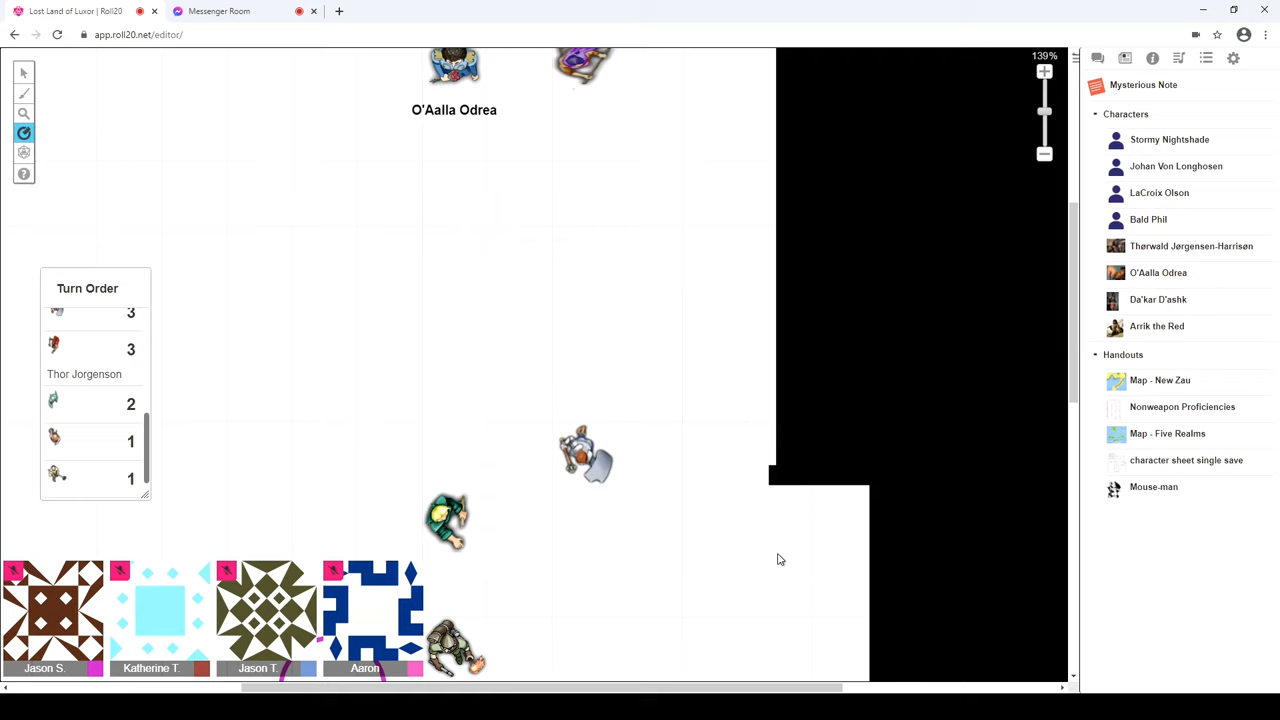 Lost Land of Luxor | Roll20
Messenger Room
app.roll20.net/editor/
139%
O'Aalla Odrea
Turn Order
3
3
Thor Jorgenson
2
1
1
Jason S.
Katherine T.
Jason T.
Aaron
Mysterious Note
Characters
Stormy Nightshade
Johan Von Longhosen
LaCroix Olson
Bald Phil
Thørwald Jørgensen-Harrisøn
O'Aalla Odrea
Da'kar D'ashk
Arrik the Red
Handouts
Map - New Zau
Nonweapon Proficiencies
Map - Five Realms
character sheet single save
Mouse-man